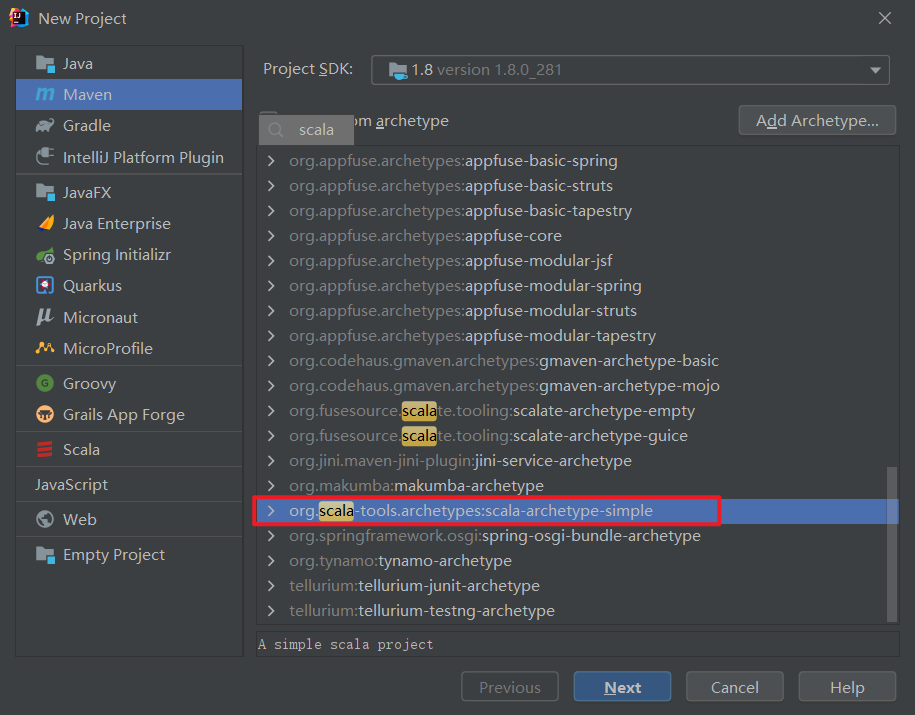 New Project
Java
Maven
Gradle
IntelliJ Platform Plugin
JavaFX
Java Enterprise
Spring Initializr
Quarkus
Micronaut
MicroProfile
Groovy
Grails App Forge
Scala
JavaScript
Web
Empty Project
Project SDK:
1.8 version 1.8.0_281
scala
archetype
Add Archetype...
org.appfuse.archetypes:appfuse-basic-spring
org.appfuse.archetypes:appfuse-basic-struts
org.appfuse.archetypes:appfuse-basic-tapestry
org.appfuse.archetypes:appfuse-core
org.appfuse.archetypes:appfuse-modular-jsf
org.appfuse.archetypes:appfuse-modular-spring
org.appfuse.archetypes:appfuse-modular-struts
org.appfuse.archetypes:appfuse-modular-tapestry
org.codehaus.gmaven.archetypes:gmaven-archetype-basic
org.codehaus.gmaven.archetypes:gmaven-archetype-mojo
org.fusesource.scalate.tooling:scalate-archetype-empty
org.fusesource.scalate.tooling:scalate-archetype-guice
org.jini.maven-jini-plugin:jini-service-archetype
org.makumba:makumba-archetype
org.scala-tools.archetypes:scala-archetype-simple
org.springframework.osgi:spring-osgi-bundle-archetype
org.tynamo:tynamo-archetype
tellurium:tellurium-junit-archetype
tellurium:tellurium-testng-archetype
A simple scala project
Previous
Next
Cancel
Help